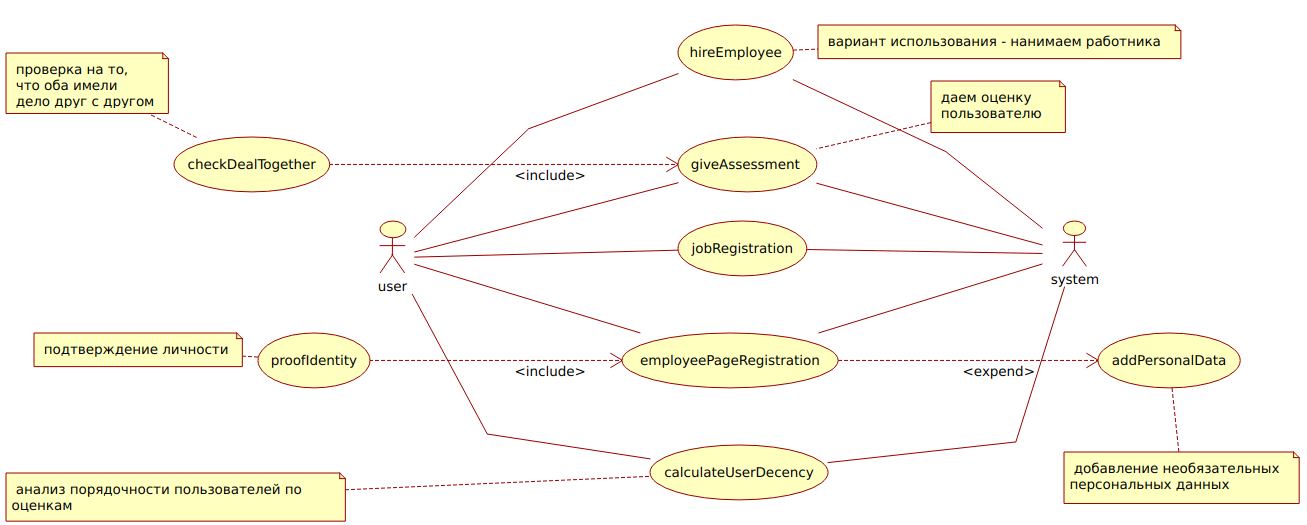 hireEmployee
вариант использования - нанимаем работника
проверка на то,
что оба имели
дело друг с другом
даем оценку
пользователю
checkDealTogether
<include>
giveAssessment
user
jobRegistration
system
подтверждение личности
proofIdentity
<include>
employeePageRegistration
<expend>
addPersonalData
calculateUserDecency
анализ порядочности пользователей по
оценкам
добавление необязательных
персональных данных